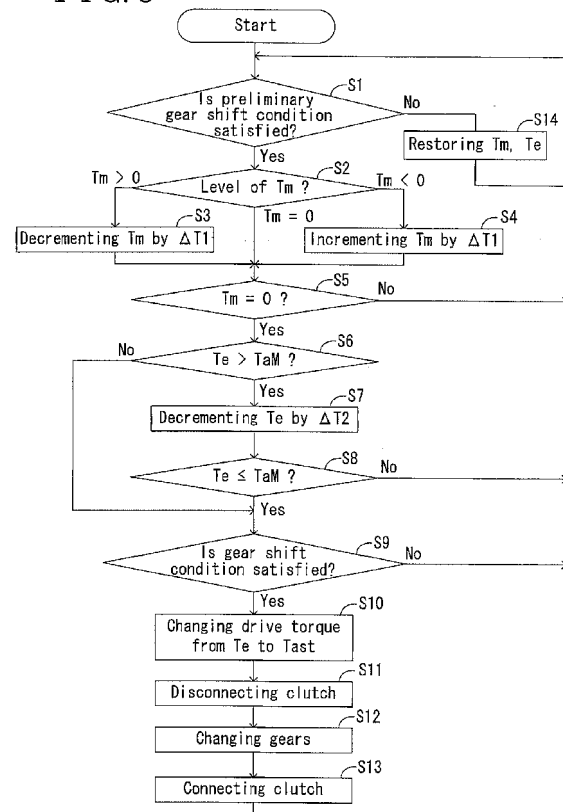 Start
S1
Is preliminary
gear shift condition
satisfied?
No
S14
Restoring Tm, Te
Yes
S2
Tm > 0
Level of Tm ?
Tm < 0
S3
Tm = 0
S4
Decrementing Tm by ΔT1
Incrementing Tm by ΔT1
S5
Tm = 0 ?
No
Yes
S6
No
Te > TaM ?
Yes
S7
Decrementing Te by ΔT2
S8
Te ≤ TaM ?
No
Yes
S9
Is gear shift
condition satisfied?
No
Yes
S10
Changing drive torque
from Te to Tast
S11
Disconnecting clutch
S12
Changing gears
S13
Connecting clutch